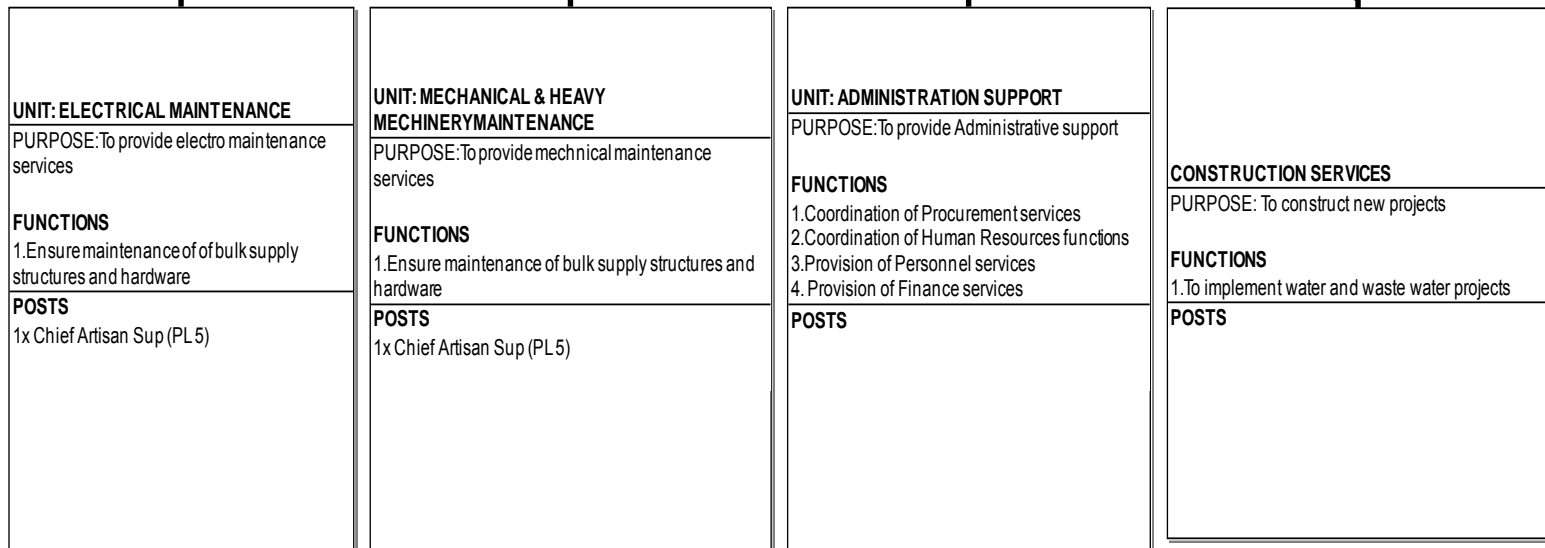 UNIT: ELECTRICAL MAINTENANCE
PURPOSE:To provide electro maintenance
services
FUNCTIONS
1.Ensure maintenance of of bulk supply
structures and hardware
POSTS
1x Chief Artisan Sup (PL 5)
UNIT: MECHANICAL & HEAVY
MECHINERYMAINTENANCE
PURPOSE:To provide mechnical maintenance
services
FUNCTIONS
1.Ensure maintenance of bulk supply structures and
hardware
POSTS
1x Chief Artisan Sup (PL 5)
UNIT: ADMINISTRATION SUPPORT
PURPOSE:To provide Administrative support
FUNCTIONS
1.Coordination of Procurement services
2.Coordination of Human Resources functions
3.Provision of Personnel services
4. Provision of Finance services
POSTS
CONSTRUCTION SERVICES
PURPOSE: To construct new projects
FUNCTIONS
1.To implement water and waste water projects
POSTS